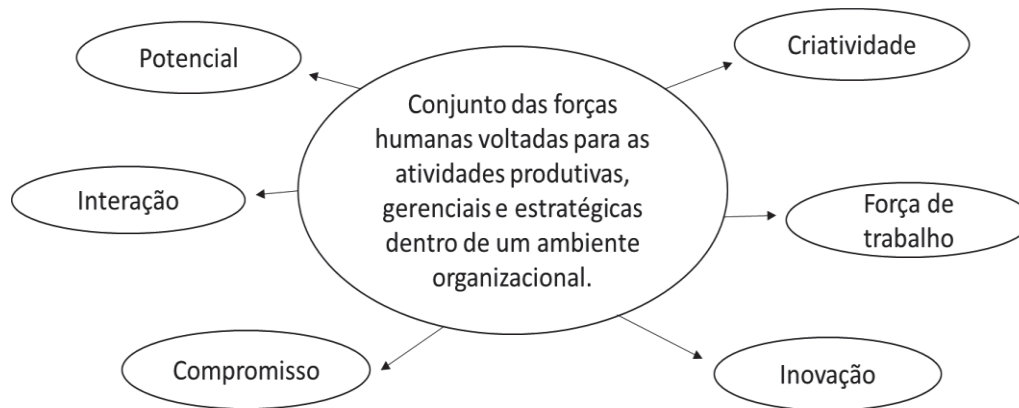 Potencial
Criatividade
Conjunto das forças
humanas voltadas para as
atividades produtivas,
gerenciais e estratégicas
dentro de um ambiente
organizacional.
Interação
Força de
trabalho
Compromisso
Inovação